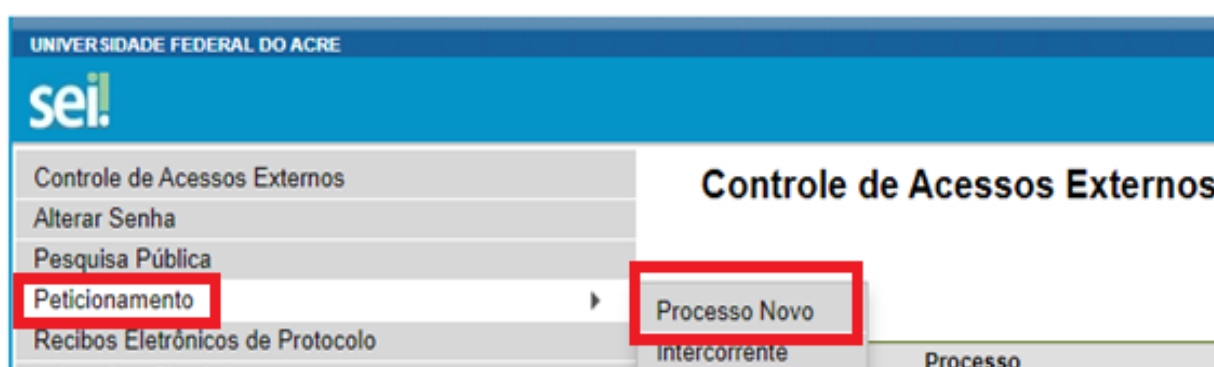 UNIVERSIDADE FEDERAL DO ACRE
sei!
Controle de Acessos Externos
Alterar Senha
Pesquisa Pública
Peticionamento
Recibos Eletrônicos de Protocolo
Controle de Acessos Externos
Processo Novo
Intercorrente
Processo